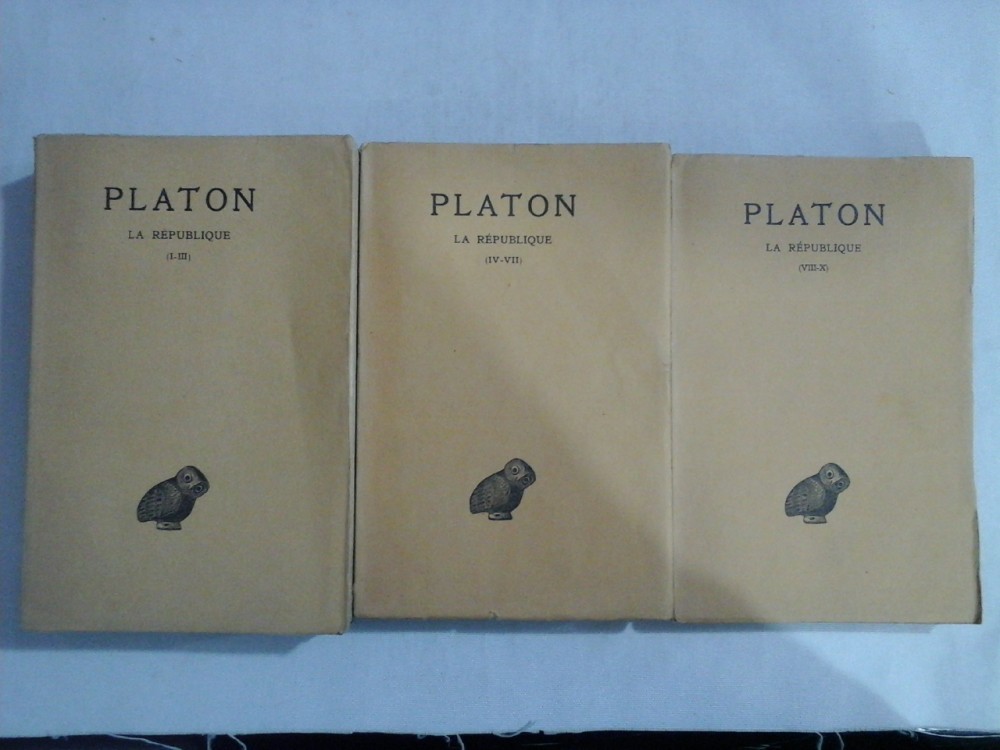 PLATON
LA RÉPUBLIQUE
(I-III)
PLATON
LA RÉPUBLIQUE
(IV-VII)
PLATON
LA RÉPUBLIQUE
(VIII-X)